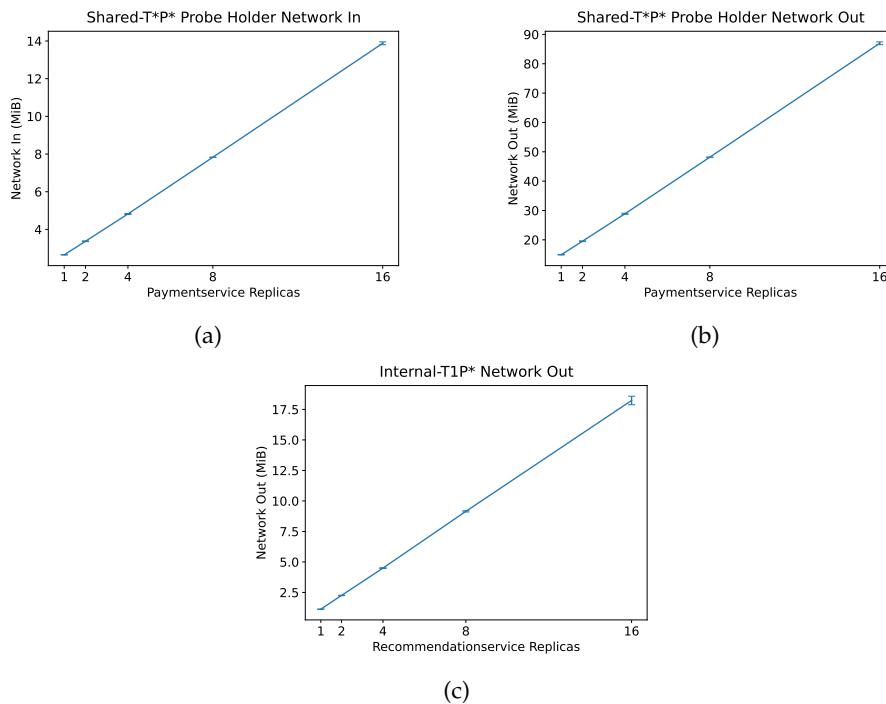 Shared-T*P* Probe Holder Network In
Network In (MiB)
14
12
10
8
6
4
1 2 4 8 16
Paymentservice Replicas
(a)
Shared-T*P* Probe Holder Network Out
Network Out (MiB)
90
80
70
60
50
40
30
20
1 2 4 8 16
Paymentservice Replicas
(b)
Internal-T1P* Network Out
Network Out (MiB)
17.5
15.0
12.5
10.0
7.5
5.0
2.5
1 2 4 8 16
Recommendationservice Replicas
(c)